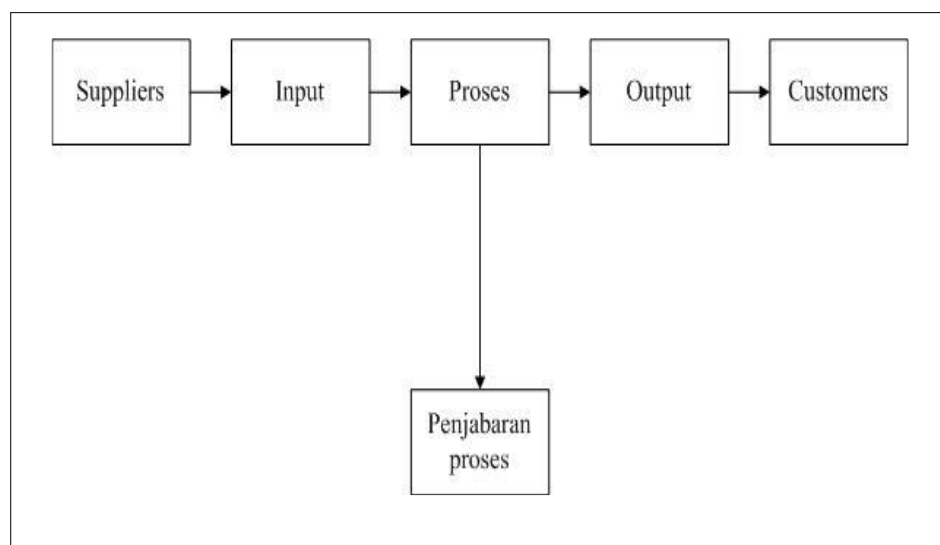 Suppliers
Input
Proses
Output
Customers
Penjabaran
proses